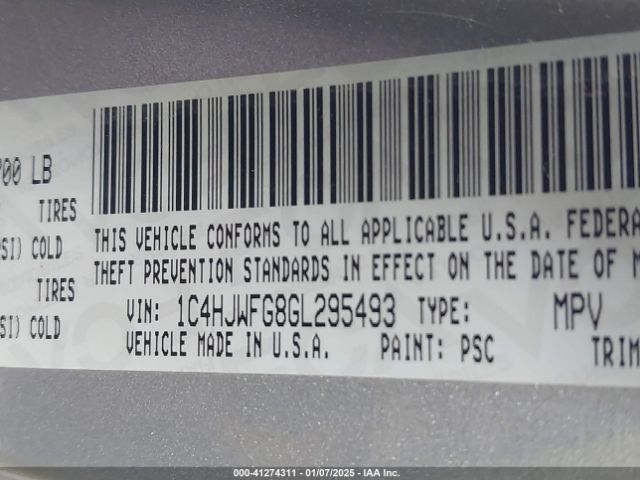 700 LB
TIRES
SI) COLD
TIRES
SI) COLD
THIS VEHICLE CONFORMS TO ALL APPLICABLE U.S.A. FEDERA
THEFT PREVENTION STANDARDS IN EFFECT ON THE DATE OF M
VIN: 1C4HJWFG8GL295493 TYPE: MPV
VEHICLE MADE IN U.S.A. PAINT: PSC TRIM
000-41274311 - 01/07/2025 - IAA Inc.